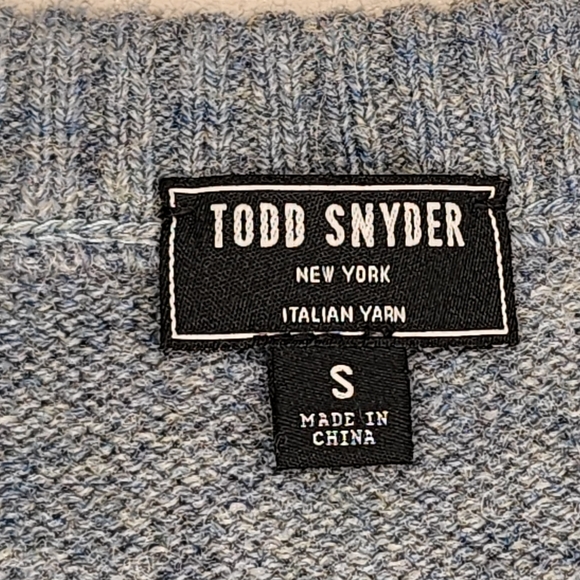 TODD SNYDER
NEW YORK
ITALIAN YARN
S
MADE IN
CHINA